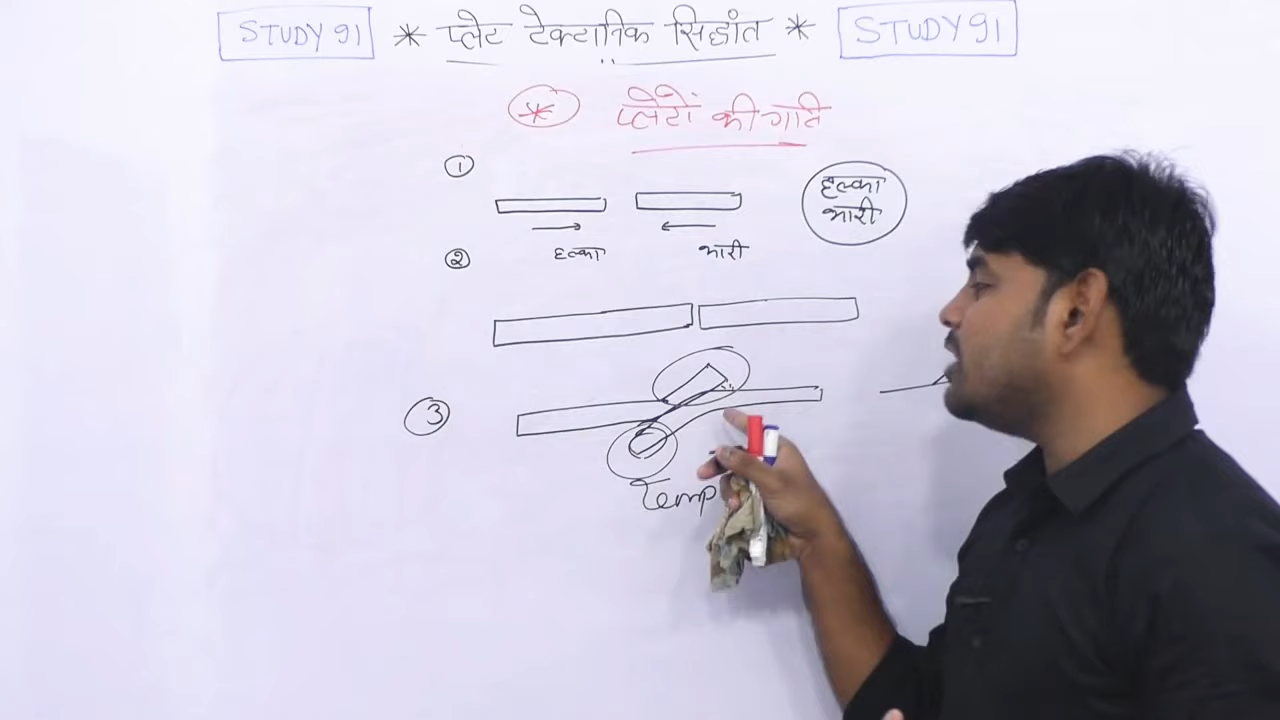 STUDY 91 * प्लेट टेक्टानिक सिद्धांत * STUDY 91
* प्लेटों की गति
1
हल्का
भारी
2 हल्का भारी
3
Temp